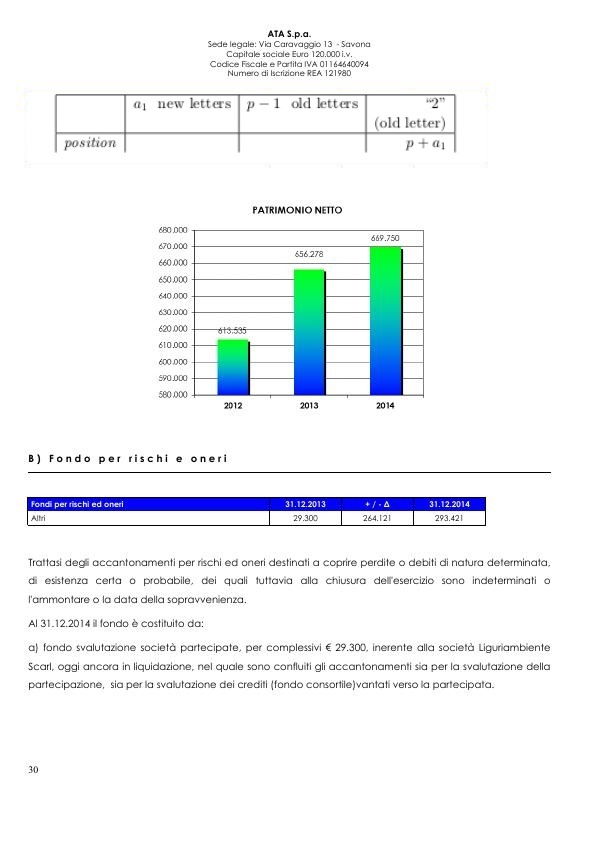 ATA S.p.a.
Sede legale: Via Caravaggio 13 - Savona
Capitale sociale Euro 120.000 i.v.
Codice Fiscale e Partita IVA 01164640094
Numero di Iscrizione REA 121980
a₁ new letters p − 1 old letters “2”
(old letter)
position p + a₁
PATRIMONIO NETTO
680.000
670.000
660.000
650.000
640.000
630.000
620.000
610.000
600.000
590.000
580.000
613.535
656.278
669.750
2012 2013 2014
B) Fondo per rischi e oneri
Fondi per rischi ed oneri 31.12.2013 + / - Δ 31.12.2014
Altri 29.300 264.121 293.421
Trattasi degli accantonamenti per rischi ed oneri destinati a coprire perdite o debiti di natura determinata,
di esistenza certa o probabile, dei quali tuttavia alla chiusura dell'esercizio sono indeterminati o
l'ammontare o la data della sopravvenienza.
Al 31.12.2014 il fondo è costituito da:
a) fondo svalutazione società partecipate, per complessivi € 29.300, inerente alla società Liguriambiente
Scarl, oggi ancora in liquidazione, nel quale sono confluiti gli accantonamenti sia per la svalutazione della
partecipazione, sia per la svalutazione dei crediti (fondo consortile)vantati verso la partecipata.
30